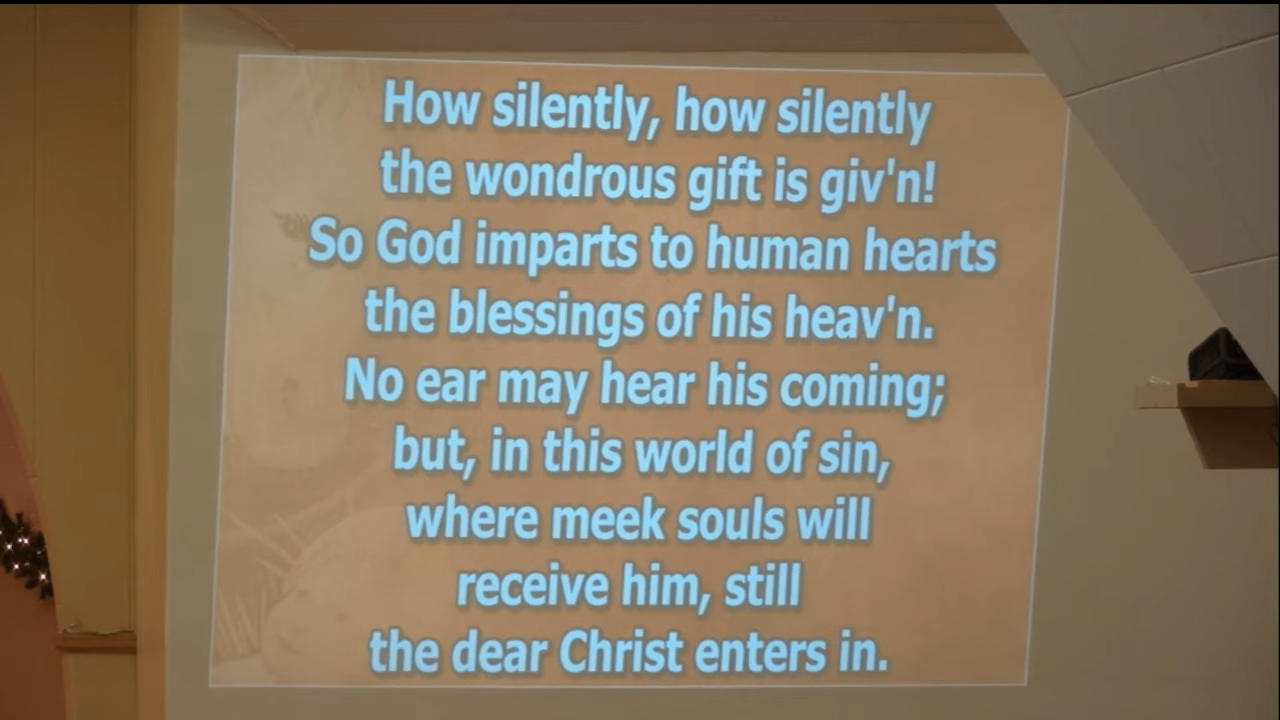 How silently, how silently
the wondrous gift is giv'n!
So God imparts to human hearts
the blessings of his heav'n.
No ear may hear his coming;
but, in this world of sin,
where meek souls will
receive him, still
the dear Christ enters in.